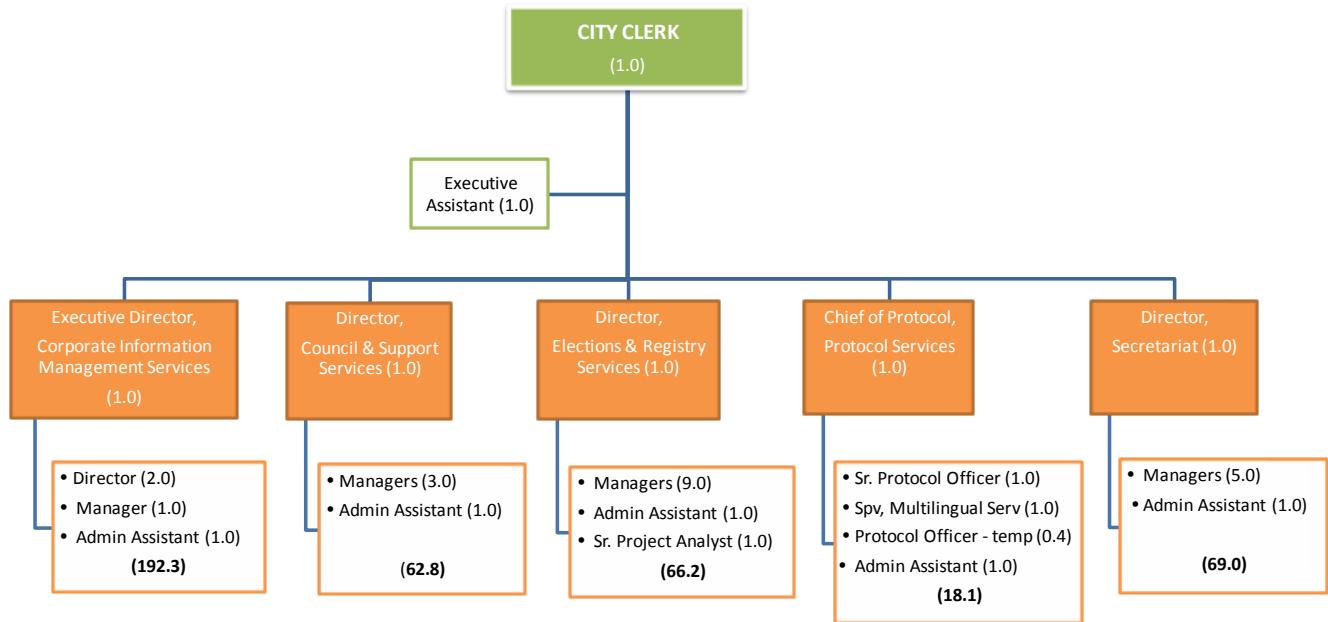 CITY CLERK
(1.0)
Executive
Assistant (1.0)
Executive Director,
Corporate Information
Management Services
(1.0)
Director,
Council & Support
Services (1.0)
Director,
Elections & Registry
Services (1.0)
Chief of Protocol,
Protocol Services
(1.0)
Director,
Secretariat (1.0)
• Director (2.0)
• Manager (1.0)
• Admin Assistant (1.0)
(192.3)
• Managers (3.0)
• Admin Assistant (1.0)
(62.8)
• Managers (9.0)
• Admin Assistant (1.0)
• Sr. Project Analyst (1.0)
(66.2)
• Sr. Protocol Officer (1.0)
• Spv, Multilingual Serv (1.0)
• Protocol Officer - temp (0.4)
• Admin Assistant (1.0)
(18.1)
• Managers (5.0)
• Admin Assistant (1.0)
(69.0)